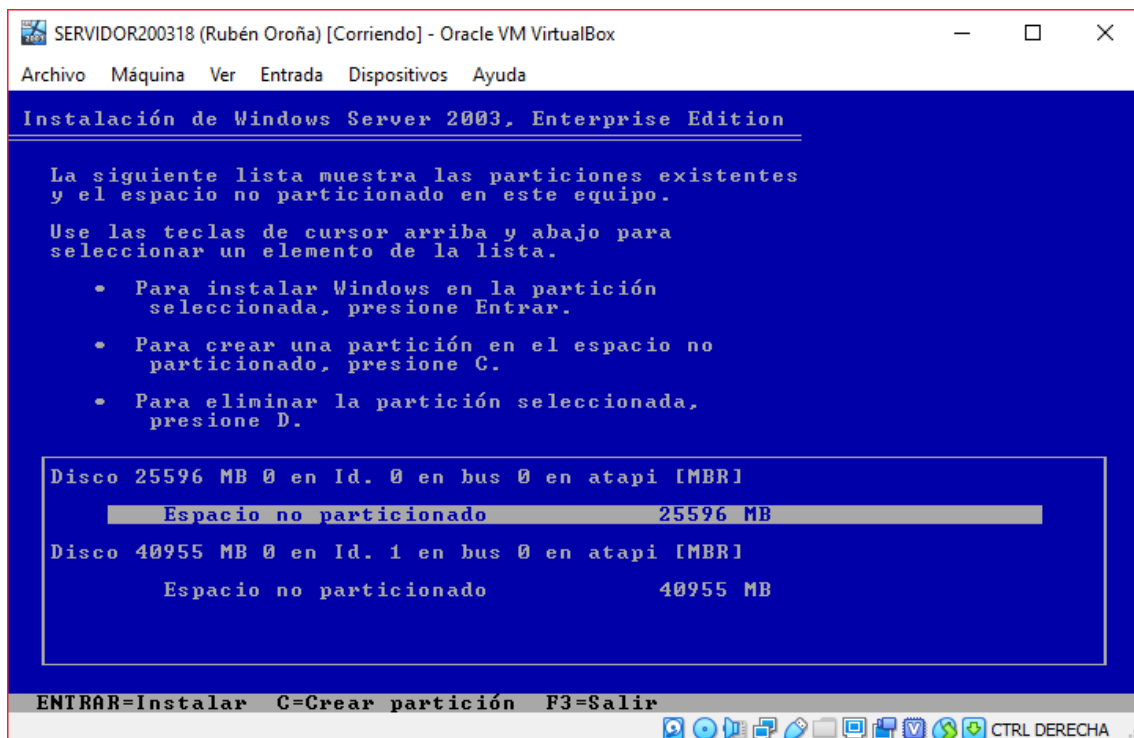 SERVIDOR200318 (Rubén Oroña) [Corriendo] - Oracle VM VirtualBox
Archivo Máquina Ver Entrada Dispositivos Ayuda
Instalación de Windows Server 2003, Enterprise Edition
La siguiente lista muestra las particiones existentes
y el espacio no particionado en este equipo.
Use las teclas de cursor arriba y abajo para
seleccionar un elemento de la lista.
• Para instalar Windows en la partición
seleccionada, presione Entrar.
• Para crear una partición en el espacio no
particionado, presione C.
• Para eliminar la partición seleccionada,
presione D.
Disco 25596 MB 0 en Id. 0 en bus 0 en atapi [MBR]
Espacio no particionado 25596 MB
Disco 40955 MB 0 en Id. 1 en bus 0 en atapi [MBR]
Espacio no particionado 40955 MB
ENTRAR=Instalar C=Crear partición F3=Salir
CTRL DERECHA